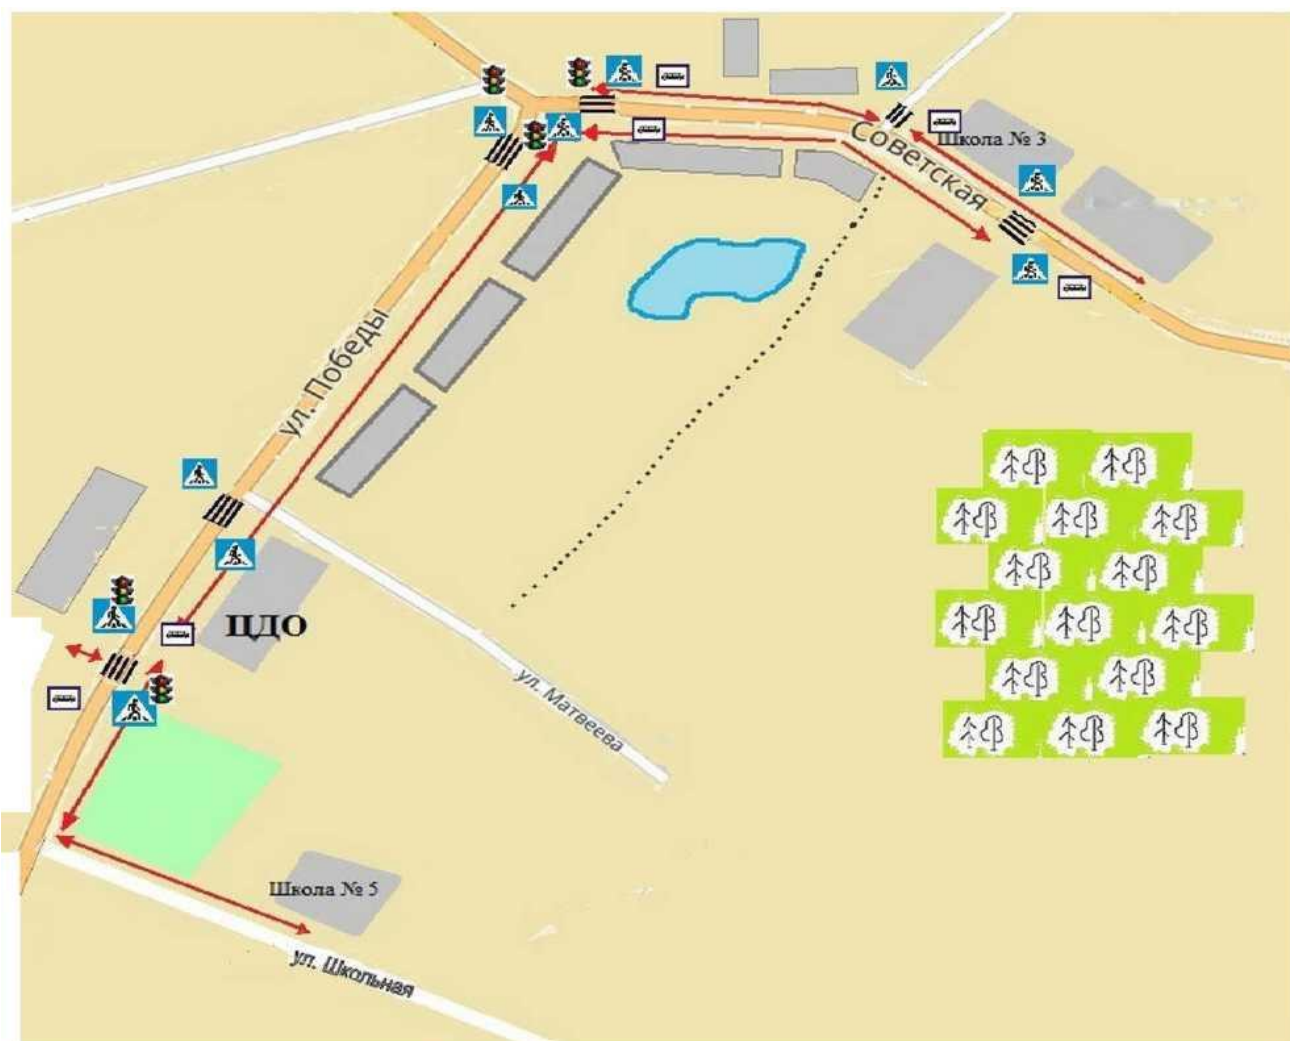 Школа № 3
Советская
ул. Победы
ЦДО
ул. Матвеева
Школа № 5
ул. Школьная